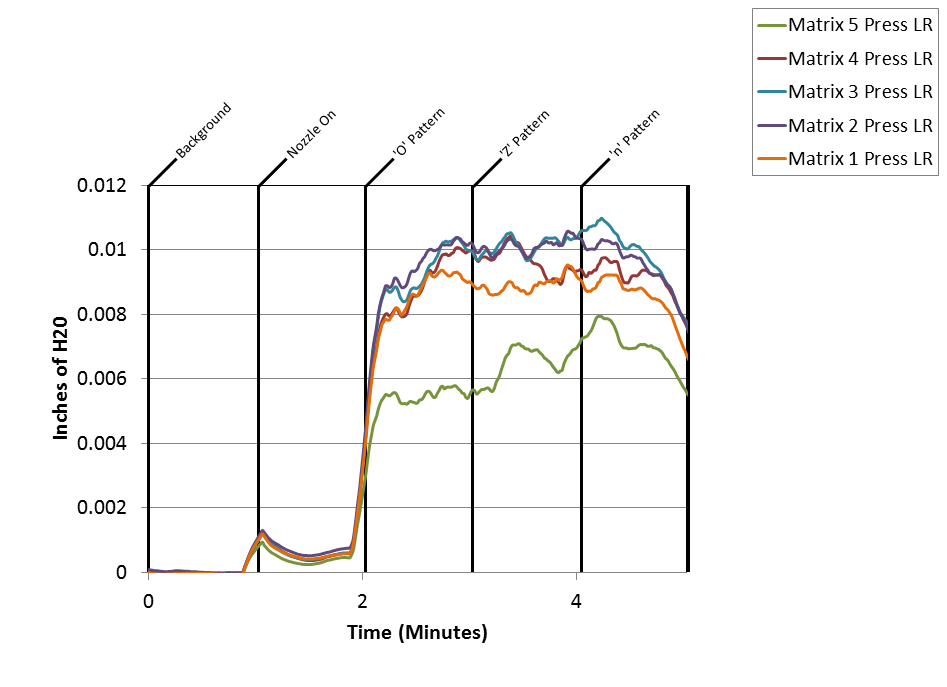 Matrix 5 Press LR
Matrix 4 Press LR
Matrix 3 Press LR
Matrix 2 Press LR
Matrix 1 Press LR
Background
Nozzle On
'O' Pattern
'Z' Pattern
'n' Pattern
0.012
0.01
0.008
0.006
0.004
0.002
0
Inches of H20
0 2 4
Time (Minutes)